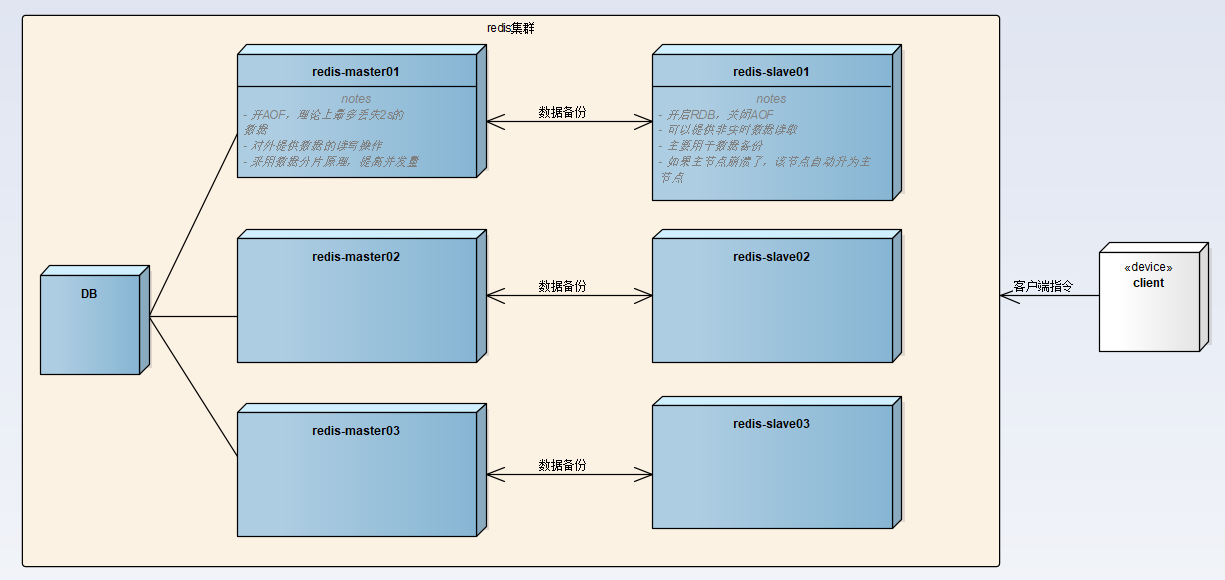 redis集群
redis-master01
notes
- 开AOF，理论上最多丢失2s的
数据
- 对外提供数据的读写操作
- 采用数据分片原理，提高并发量
数据备份
redis-slave01
notes
- 开启RDB，关闭AOF
- 可以提供非实时数据读取
- 主要用于数据备份
- 如果主节点崩溃了，该节点自动升为主
节点
DB
redis-master02
数据备份
redis-slave02
客户端指令
«device»
client
redis-master03
数据备份
redis-slave03